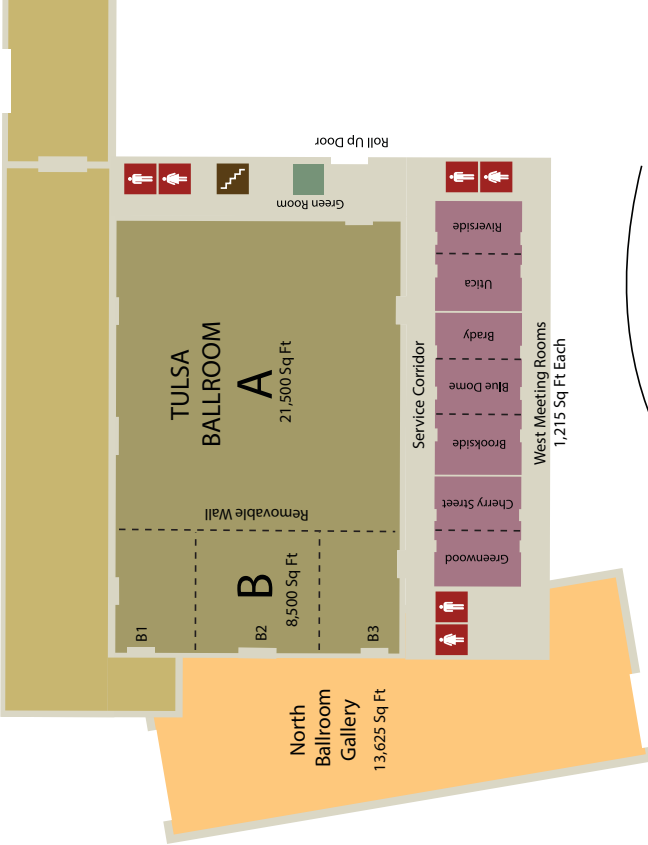 Roll Up Door
Green Room
TULSA
BALLROOM
A
21,500 Sq Ft
Removable Wall
B
8,500 Sq Ft
B1
B2
B3
Service Corridor
Riverside
Utica
Brady
Blue Dome
Brookside
Cherry Street
Greenwood
West Meeting Rooms
1,215 Sq Ft Each
North
Ballroom
Gallery
13,625 Sq Ft